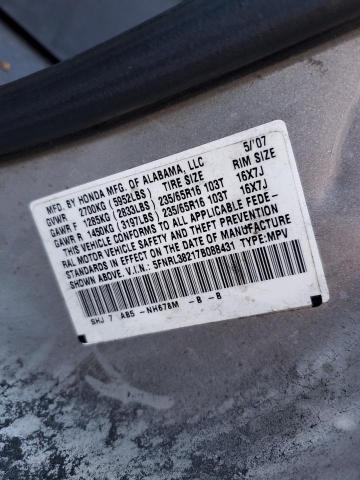 MFD. BY HONDA MFG. OF ALABAMA, LLC 5/'07
GVWR 2700KG (5952LBS) TIRE SIZE RIM SIZE
GAWR F 1285KG (2833LBS) 235/65R16 103T 16X7J
GAWR R 1450KG (3197LBS) 235/65R16 103T 16X7J
THIS VEHICLE CONFORMS TO ALL APPLICABLE FEDE-
RAL MOTOR VEHICLE SAFETY AND THEFT PREVENTION
STANDARDS IN EFFECT ON THE DATE OF MANUFACTURE
SHOWN ABOVE. V.I.N.: 5FNRL38217B088431 TYPE:MPV
SHJ 7 A85 -NH678M -B -B